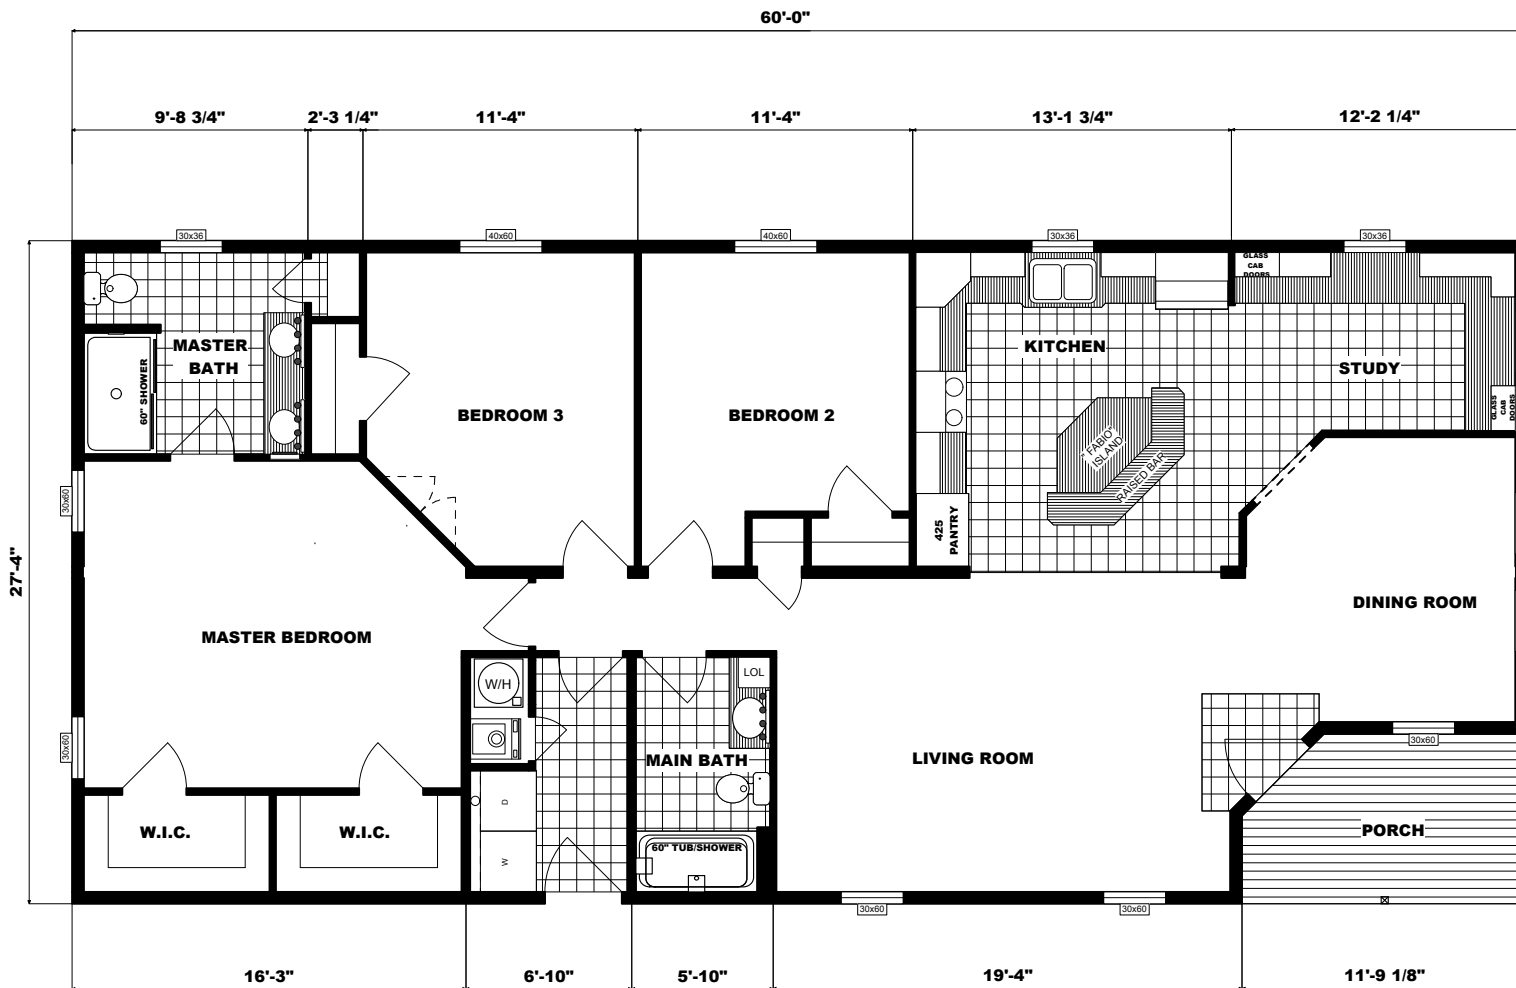 60'-0"
9'-8 3/4"
2'-3 1/4"
11'-4"
11'-4"
13'-1 3/4"
12'-2 1/4"
30x36
40x60
40x60
30x36
30x36
GLASS
CAB
DOORS
MASTER
BATH
60" SHOWER
KITCHEN
STUDY
GLASS
CAB
DOORS
BEDROOM 3
BEDROOM 2
"FABIO"
ISLAND
RAISED BAR
30x60
425
PANTRY
27'-4"
DINING ROOM
MASTER BEDROOM
W/H
LOL
30x60
MAIN BATH
LIVING ROOM
30x60
D
W.I.C.
W.I.C.
PORCH
60" TUB/SHOWER
W
30x60
30x60
16'-3"
6'-10"
5'-10"
19'-4"
11'-9 1/8"